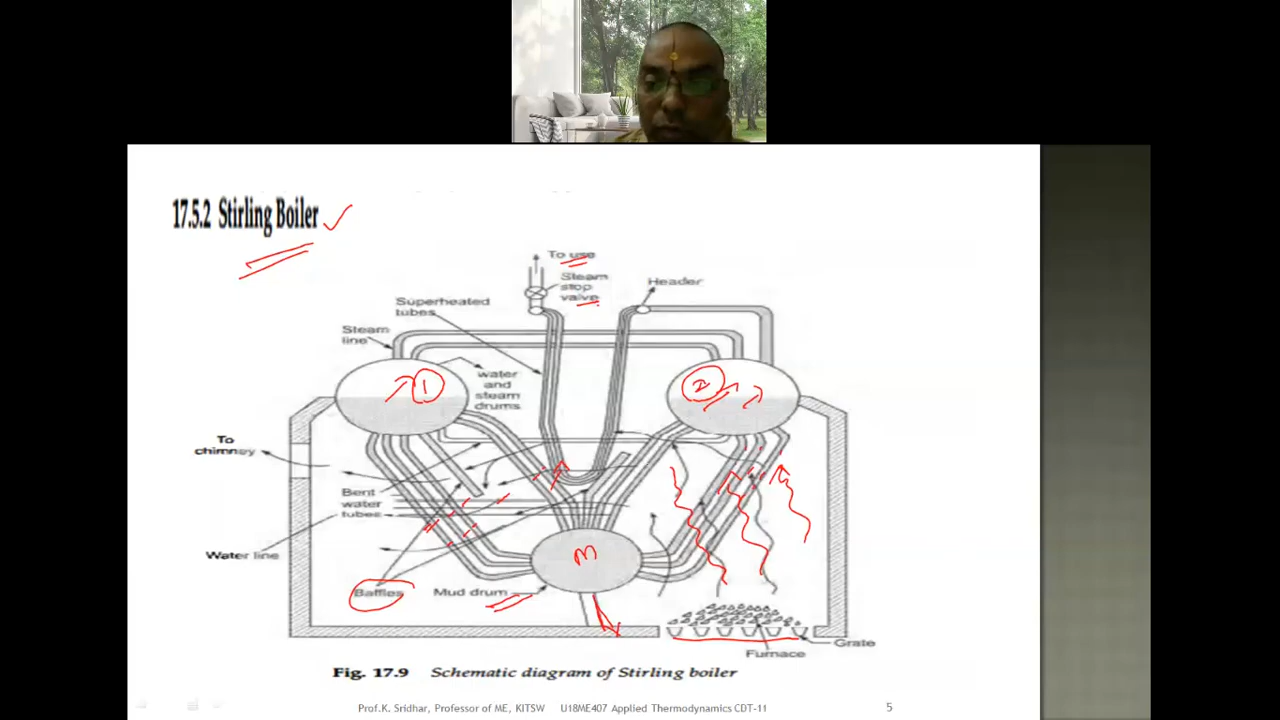 17.5.2 Stirling Boiler
To use
Steam
stop
valve
Header
Superheated
tubes
Steam
line
1
2
water
and
steam
drums
To
chimney
Bent
water
tubes
Water line
M
Baffles
Mud drum
Grate
Furnace
Fig. 17.9 Schematic diagram of Stirling boiler
Prof.K. Sridhar, Professor of ME, KITSW U18ME407 Applied Thermodynamics CDT-11 5